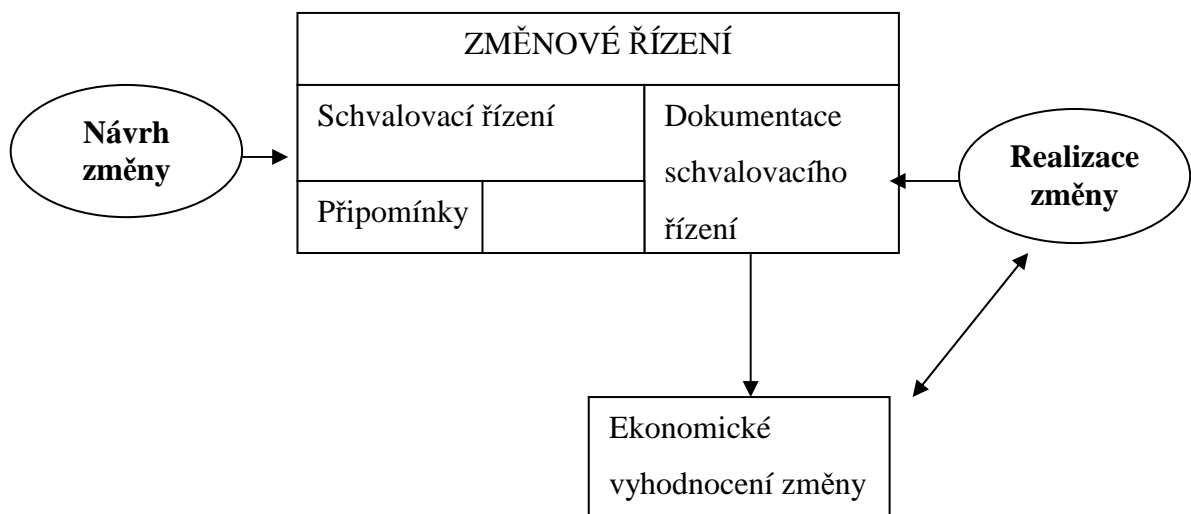 ZMĚNOVÉ ŘÍZENÍ
Návrh
změny
Schvalovací řízení
Připomínky
Dokumentace
schvalovacího
řízení
Realizace
změny
Ekonomické
vyhodnocení změny